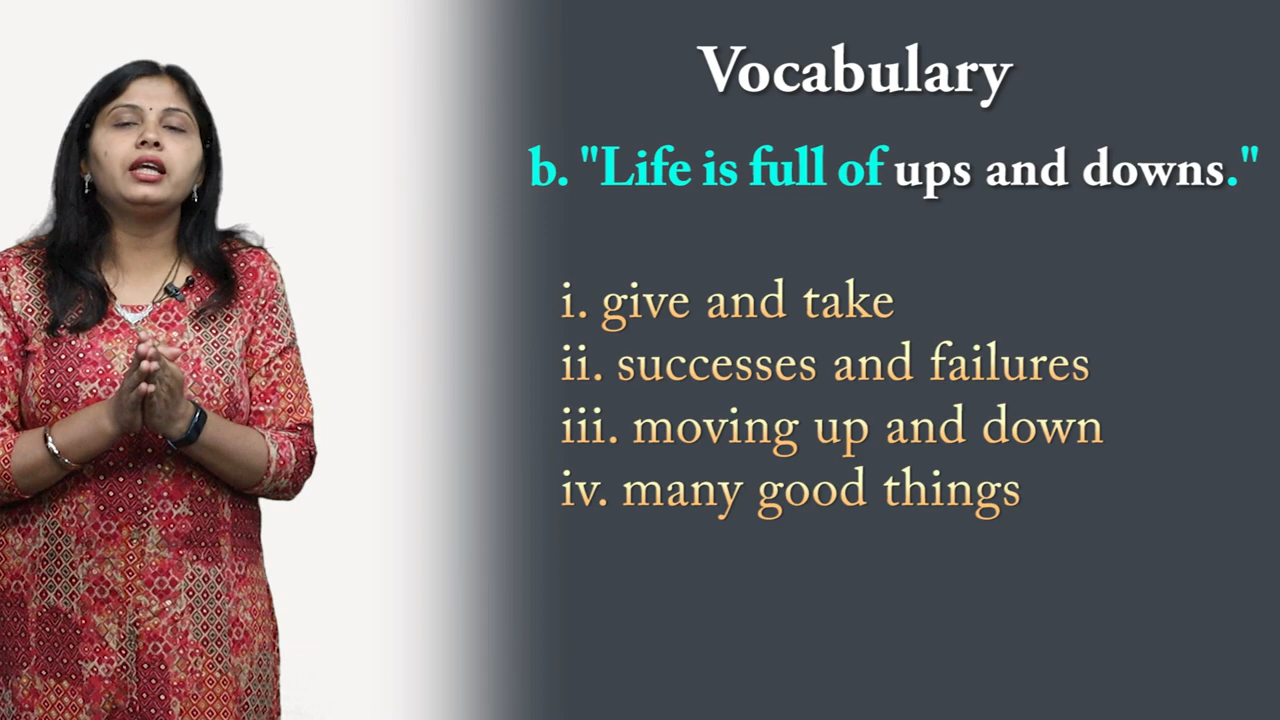 Vocabulary
b. "Life is full of ups and downs."
i. give and take
ii. successes and failures
iii. moving up and down
iv. many good things